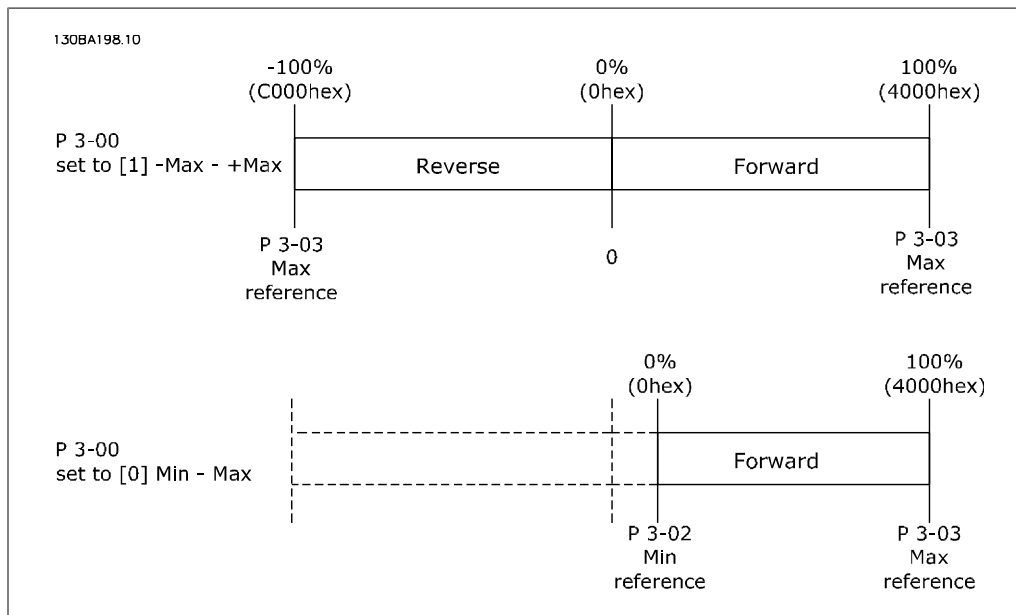 130BA198.10
-100% 0% 100%
(C000hex) (0hex) (4000hex)
P 3-00
set to [1] -Max - +Max
Reverse Forward
P 3-03 0 P 3-03
Max Max
reference reference
0% 100%
(0hex) (4000hex)
P 3-00
set to [0] Min - Max
Forward
P 3-02 P 3-03
Min Max
reference reference